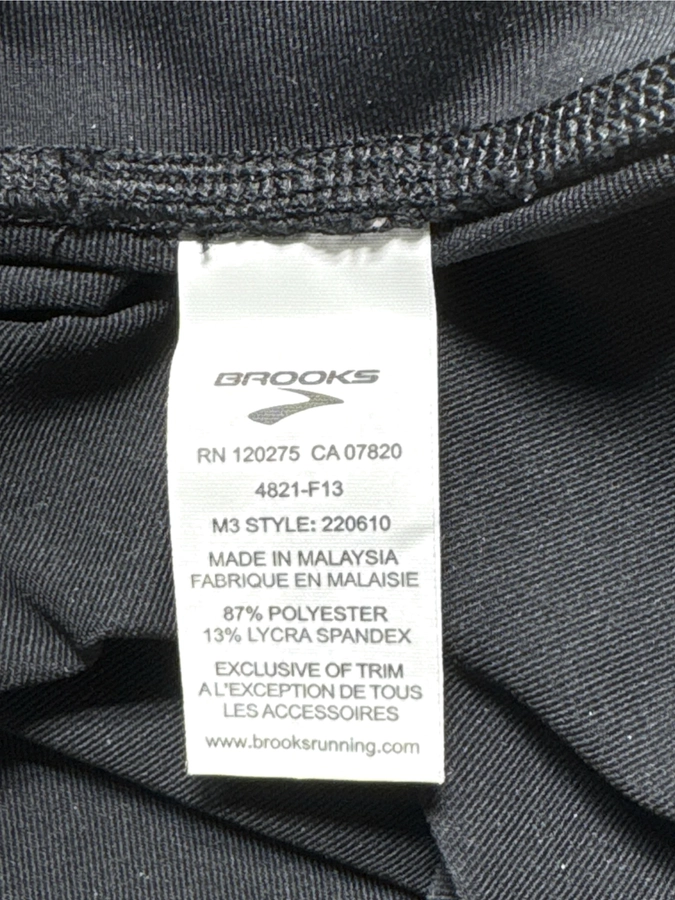 BROOKS
RN 120275 CA 07820
4821-F13
M3 STYLE: 220610
MADE IN MALAYSIA
FABRIQUE EN MALAISIE
87% POLYESTER
13% LYCRA SPANDEX
EXCLUSIVE OF TRIM
A L'EXCEPTION DE TOUS
LES ACCESSOIRES
www.brooksrunning.com